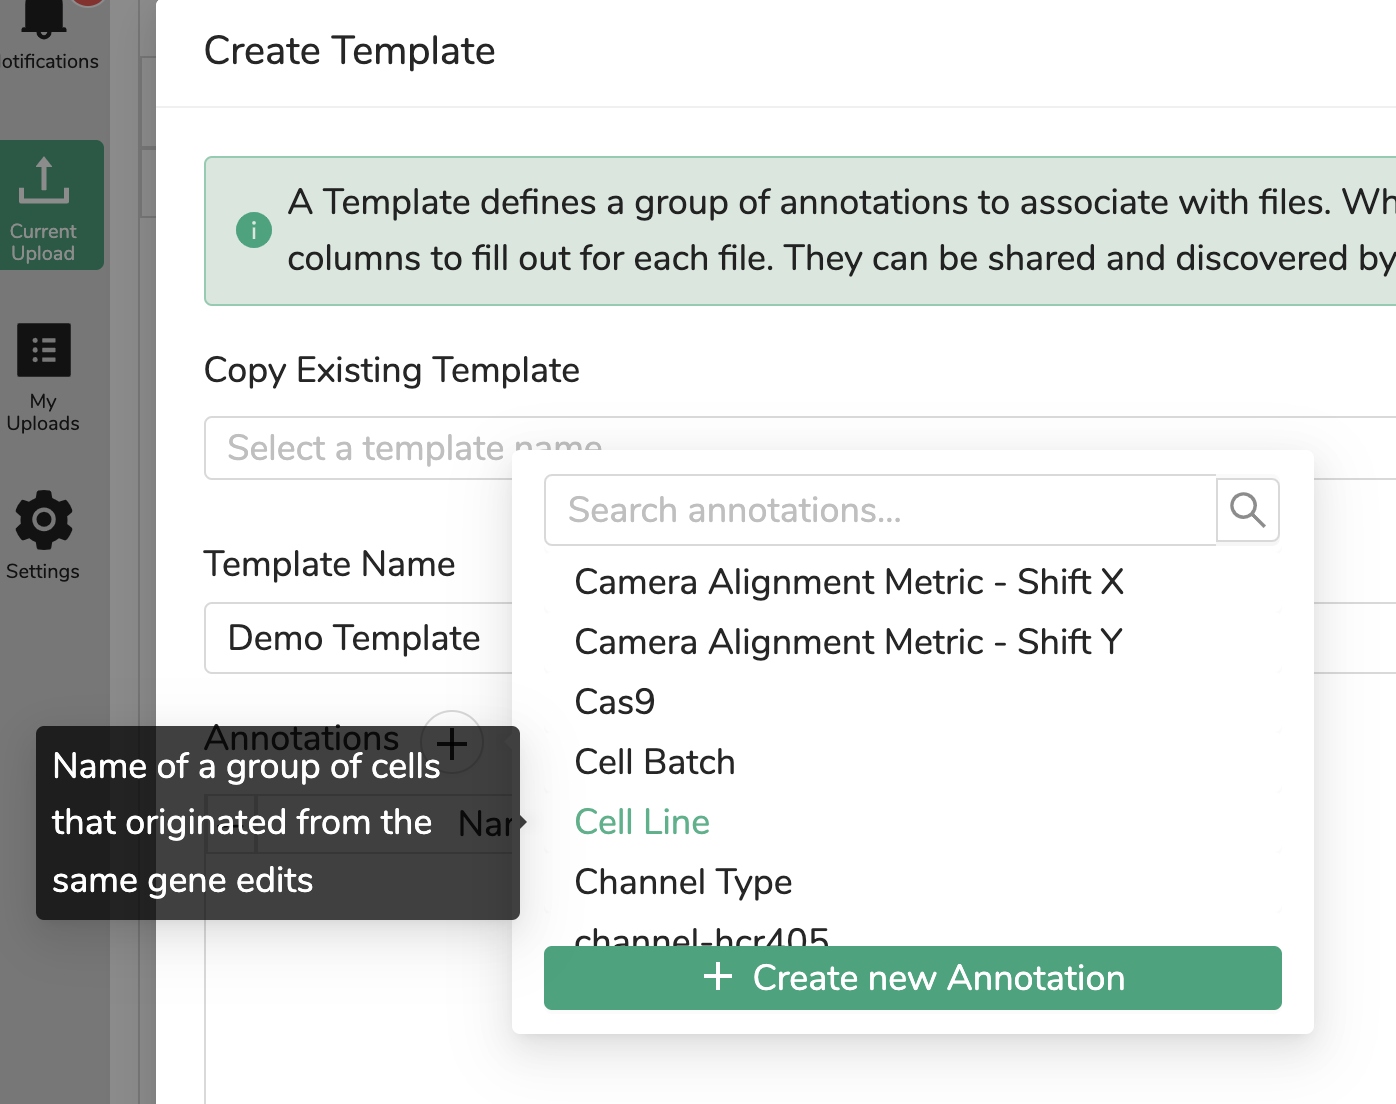 Create Template
otifications
Current
Upload
My
Uploads
Settings
A Template defines a group of annotations to associate with files. Wh
columns to fill out for each file. They can be shared and discovered by
Copy Existing Template
Select a template name
Template Name
Demo Template
Annotations
Name of a group of cells
that originated from the
same gene edits
Nar
Search annotations...
Camera Alignment Metric - Shift X
Camera Alignment Metric - Shift Y
Cas9
Cell Batch
Cell Line
Channel Type
channel-hcr405
+ Create new Annotation